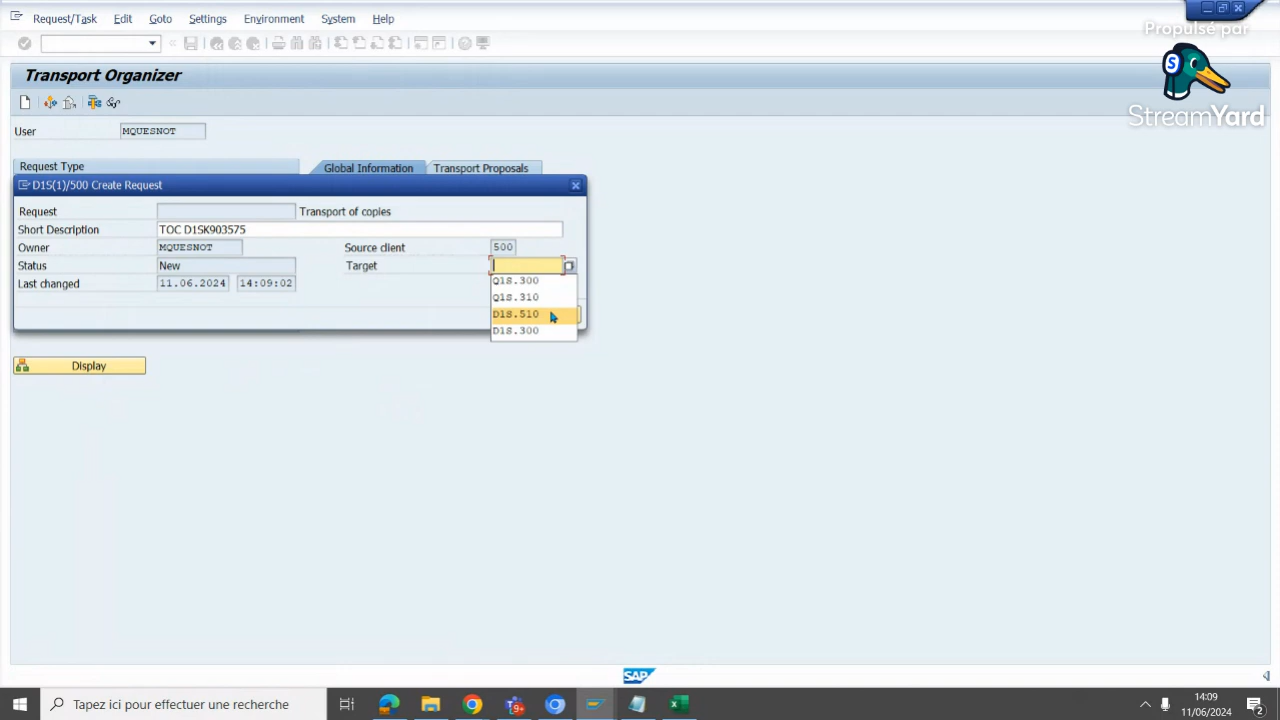 Request/Task Edit Goto Settings Environment System Help
Propulsé par
StreamYard
Transport Organizer
User MQUESNOT
Request Type Global Information Transport Proposals
D1S(1)/500 Create Request
Request Transport of copies
Short Description TOC D1SK903575
Owner MQUESNOT Source client 500
Status New Target
Last changed 11.06.2024 14:09:02
Q1S.300
Q1S.310
D1S.510
D1S.300
Display
SAP
Tapez ici pour effectuer une recherche
9+
14:09
11/06/2024
2